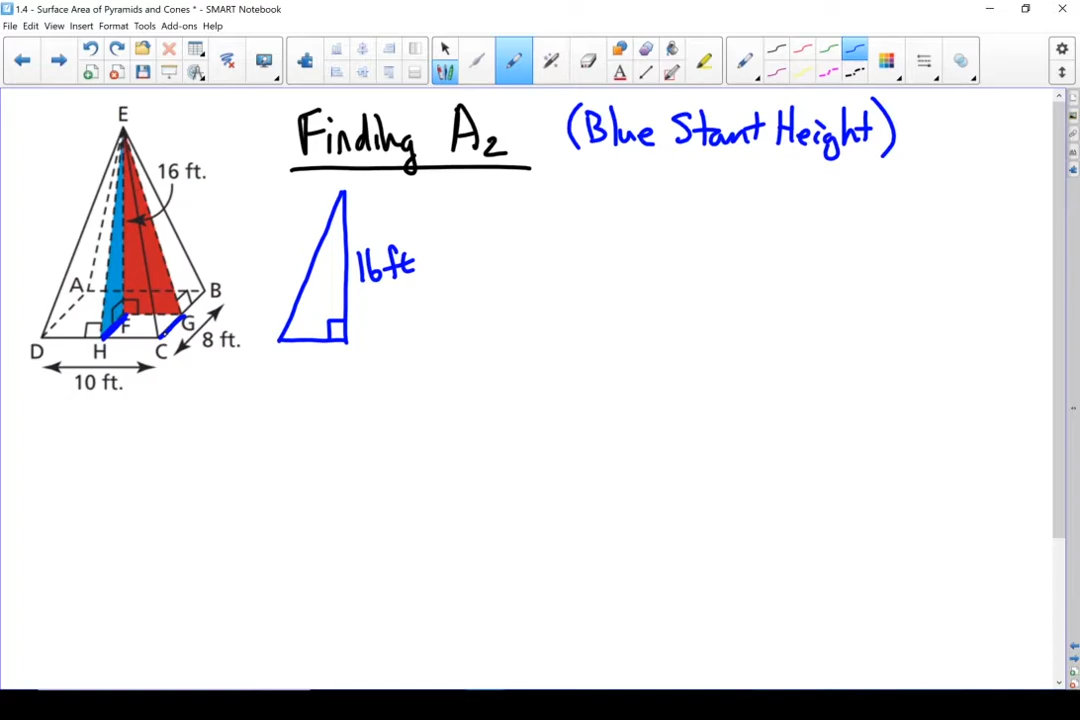 1.4 - Surface Area of Pyramids and Cones * - SMART Notebook
File Edit View Insert Format Tools Add-ons Help
Finding A2 (Blue Slant Height)
E
16 ft.
16ft
A
B
F
G
8 ft.
D
H
C
10 ft.